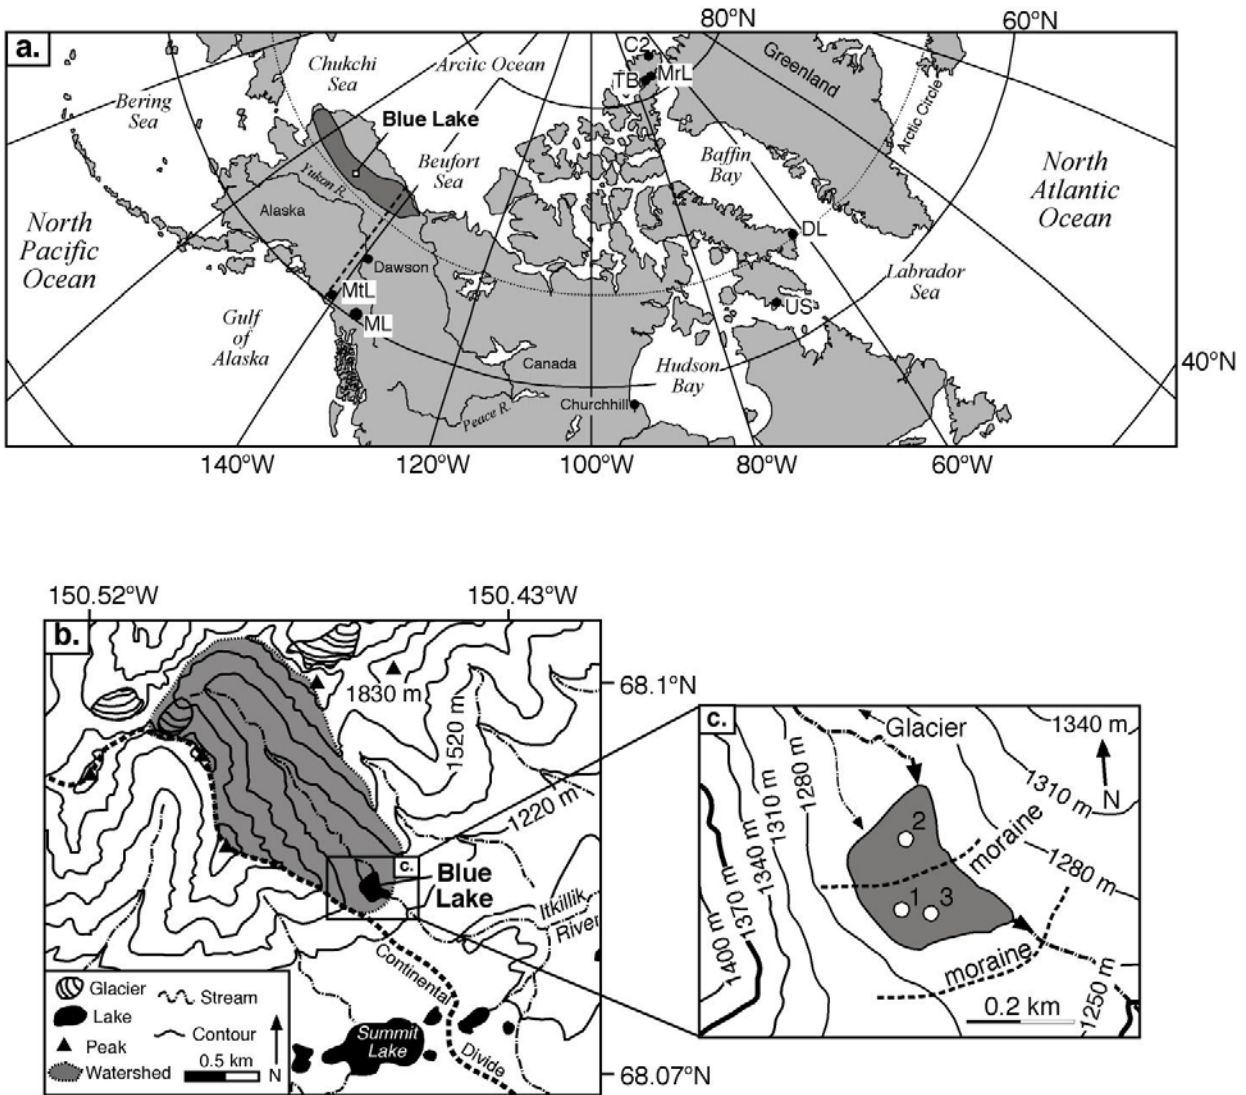 80°N
60°N
a.
Chukchi
Sea
Arcitc Ocean
C2
TB
MrL
Greenland
Arctic Circle
Bering
Sea
Blue Lake
Beufort
Sea
Baffin
Bay
North
Atlantic
Ocean
Yukon R.
Alaska
North
Pacific
Ocean
DL
Dawson
Labrador
Sea
MtL
ML
US
Gulf
of
Alaska
Canada
Hudson
Bay
40°N
Peace R.
Churchhill
140°W
120°W
100°W
80°W
60°W
150.52°W
150.43°W
b.
1830 m
1520 m
1220 m
68.1°N
c.
Blue
Lake
Itkillik
River
Continental
Divide
Summit
Lake
Glacier
Stream
Lake
Contour
Peak
0.5 km
Watershed
N
68.07°N
c.
Glacier
1340 m
N
1280 m
1310 m
1340 m
1370 m
1400 m
1310 m
moraine
2
1280 m
1
3
moraine
1250 m
0.2 km